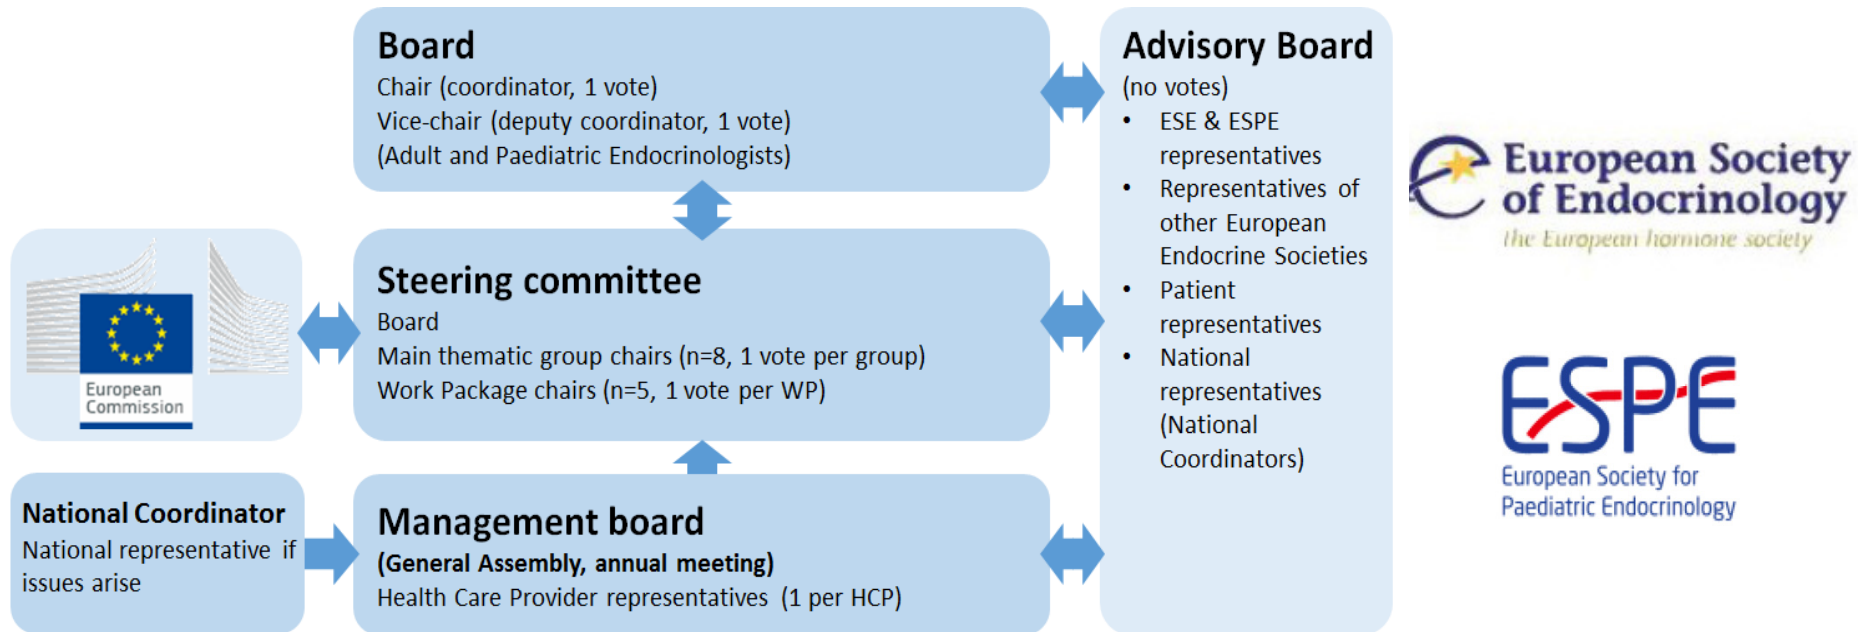 Board
Chair (coordinator, 1 vote)
Vice-chair (deputy coordinator, 1 vote)
(Adult and Paediatric Endocrinologists)
Advisory Board
(no votes)
• ESE & ESPE
representatives
• Representatives of
other European
Endocrine Societies
• Patient
representatives
• National
representatives
(National
Coordinators)
European Society
of Endocrinology
the European hormone society
European
Commission
Steering committee
Board
Main thematic group chairs (n=8, 1 vote per group)
Work Package chairs (n=5, 1 vote per WP)
ESPE
European Society for
Paediatric Endocrinology
National Coordinator
National representative if
issues arise
Management board
(General Assembly, annual meeting)
Health Care Provider representatives (1 per HCP)